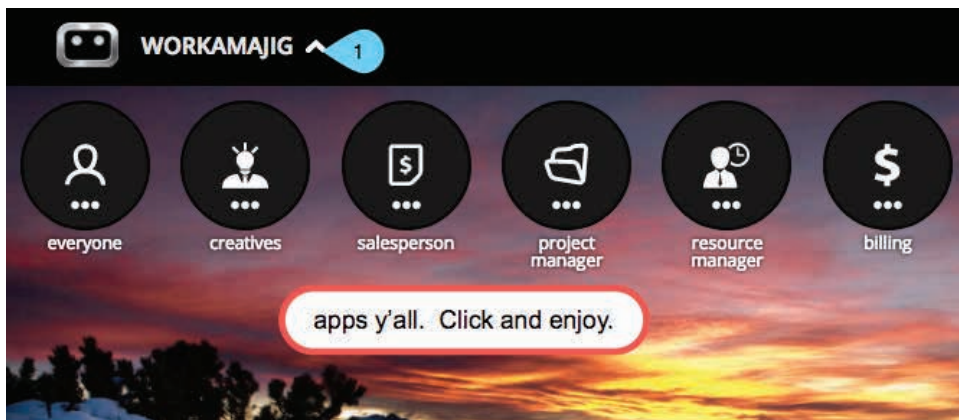 WORKAMAJIG
1
everyone
creatives
salesperson
project
manager
resource
manager
billing
apps y'all.  Click and enjoy.